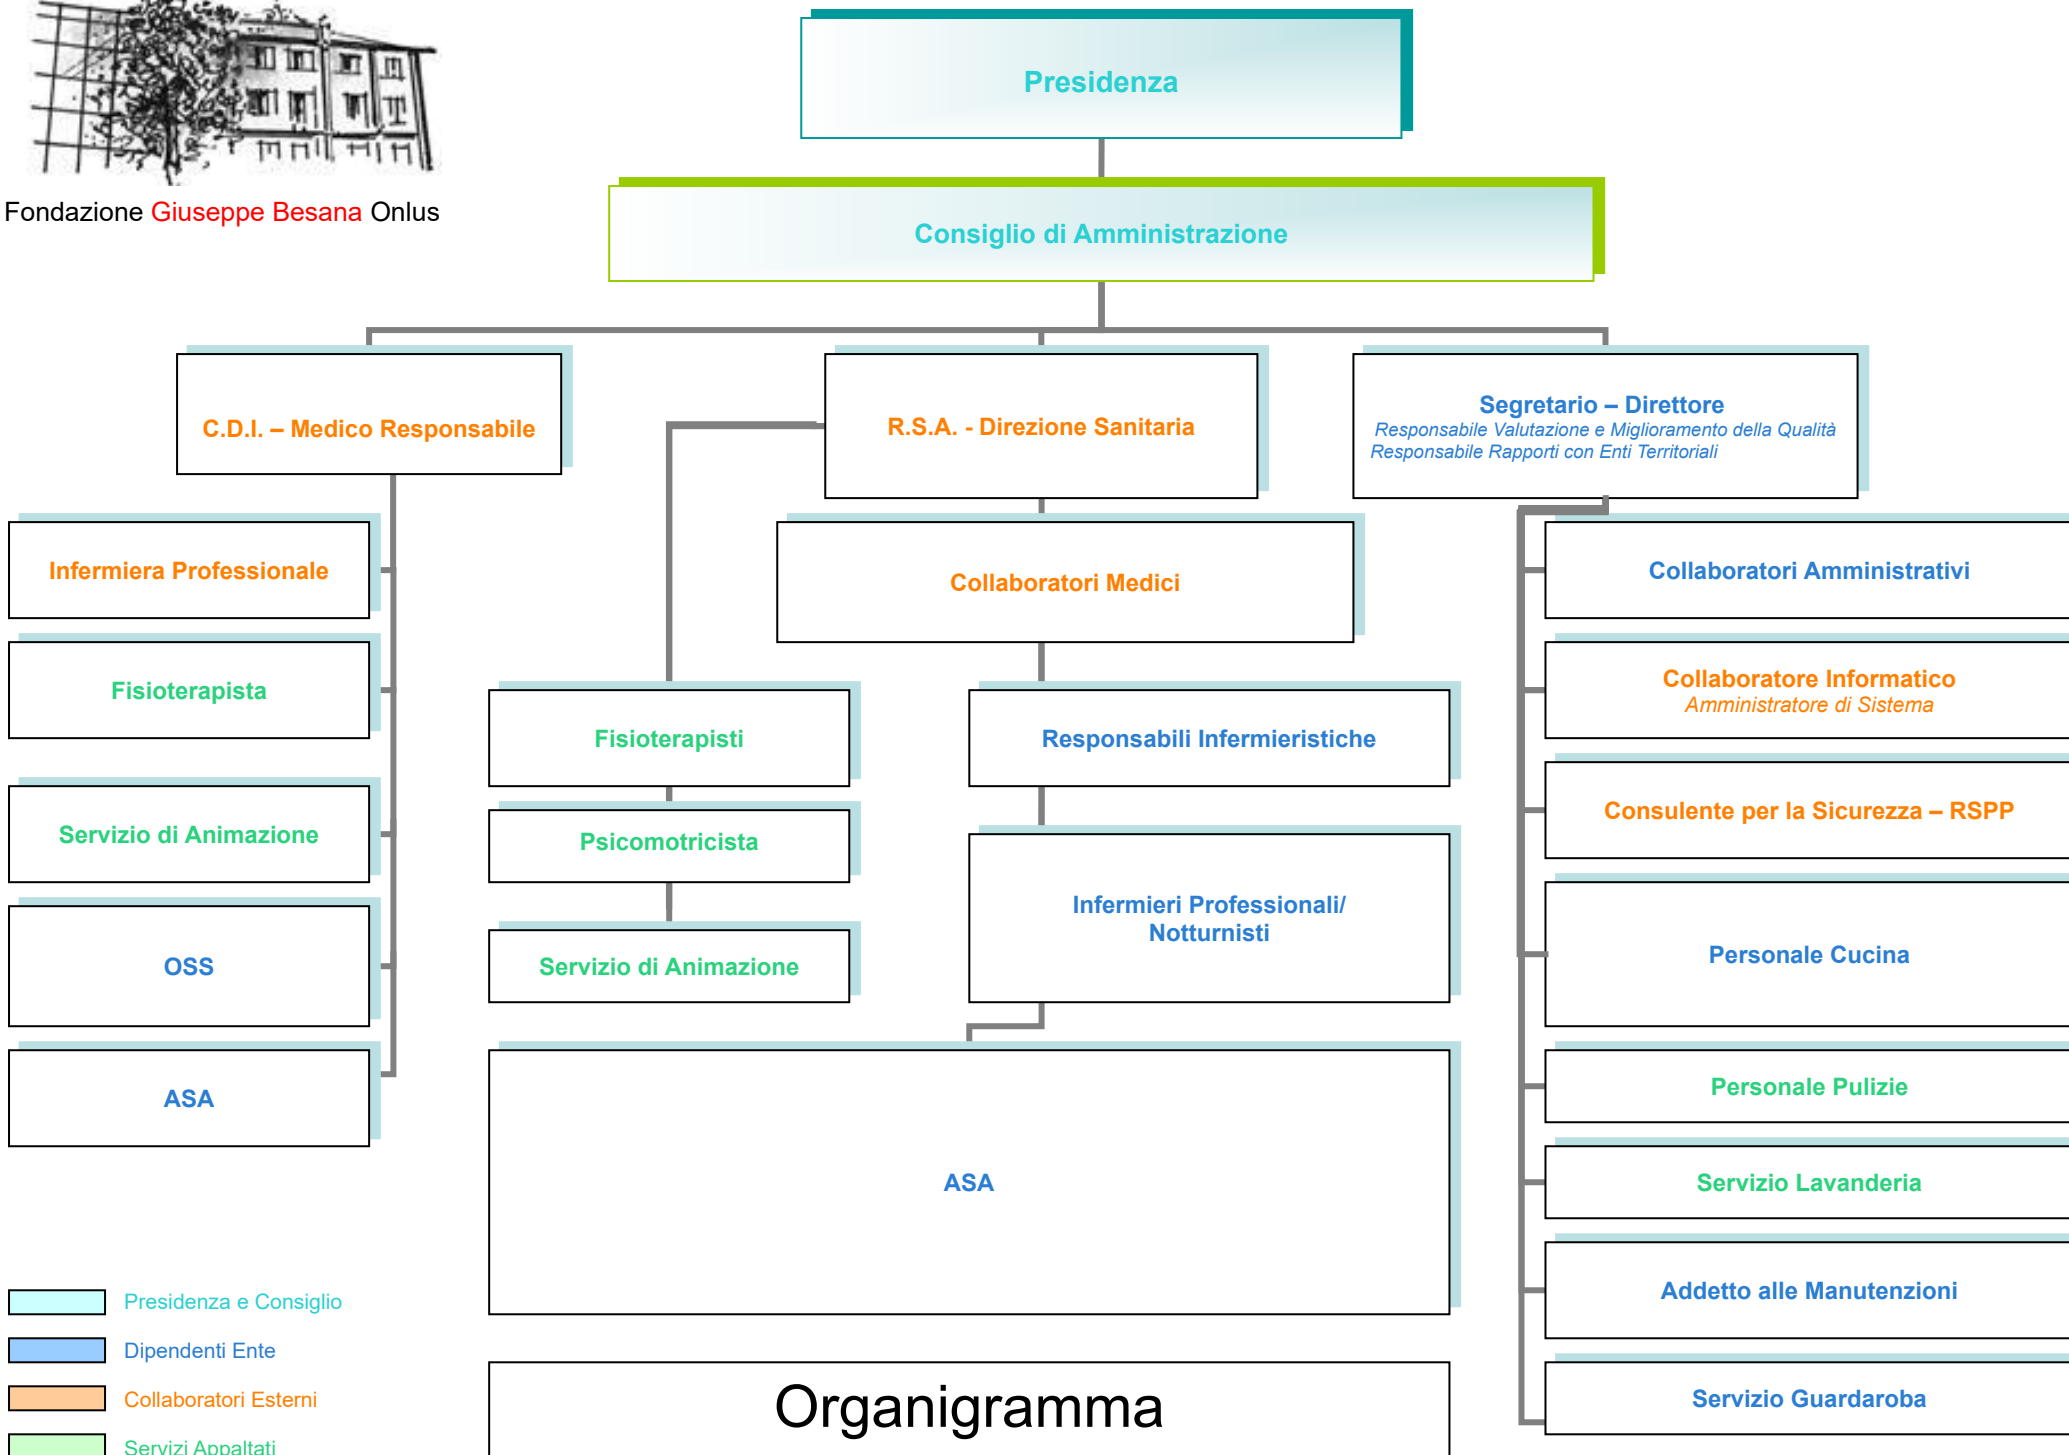 Presidenza
Fondazione Giuseppe Besana Onlus
Consiglio di Amministrazione
C.D.I. – Medico Responsabile
R.S.A. - Direzione Sanitaria
Segretario – Direttore
Responsabile Valutazione e Miglioramento della Qualità
Responsabile Rapporti con Enti Territoriali
Infermiera Professionale
Fisioterapista
Servizio di Animazione
OSS
ASA
Collaboratori Medici
Fisioterapisti
Psicomotricista
Servizio di Animazione
Responsabili Infermieristiche
Infermieri Professionali/
Notturnisti
ASA
Collaboratori Amministrativi
Collaboratore Informatico
Amministratore di Sistema
Consulente per la Sicurezza – RSPP
Personale Cucina
Personale Pulizie
Servizio Lavanderia
Addetto alle Manutenzioni
Servizio Guardaroba
Presidenza e Consiglio
Dipendenti Ente
Collaboratori Esterni
Servizi Appaltati
Organigramma